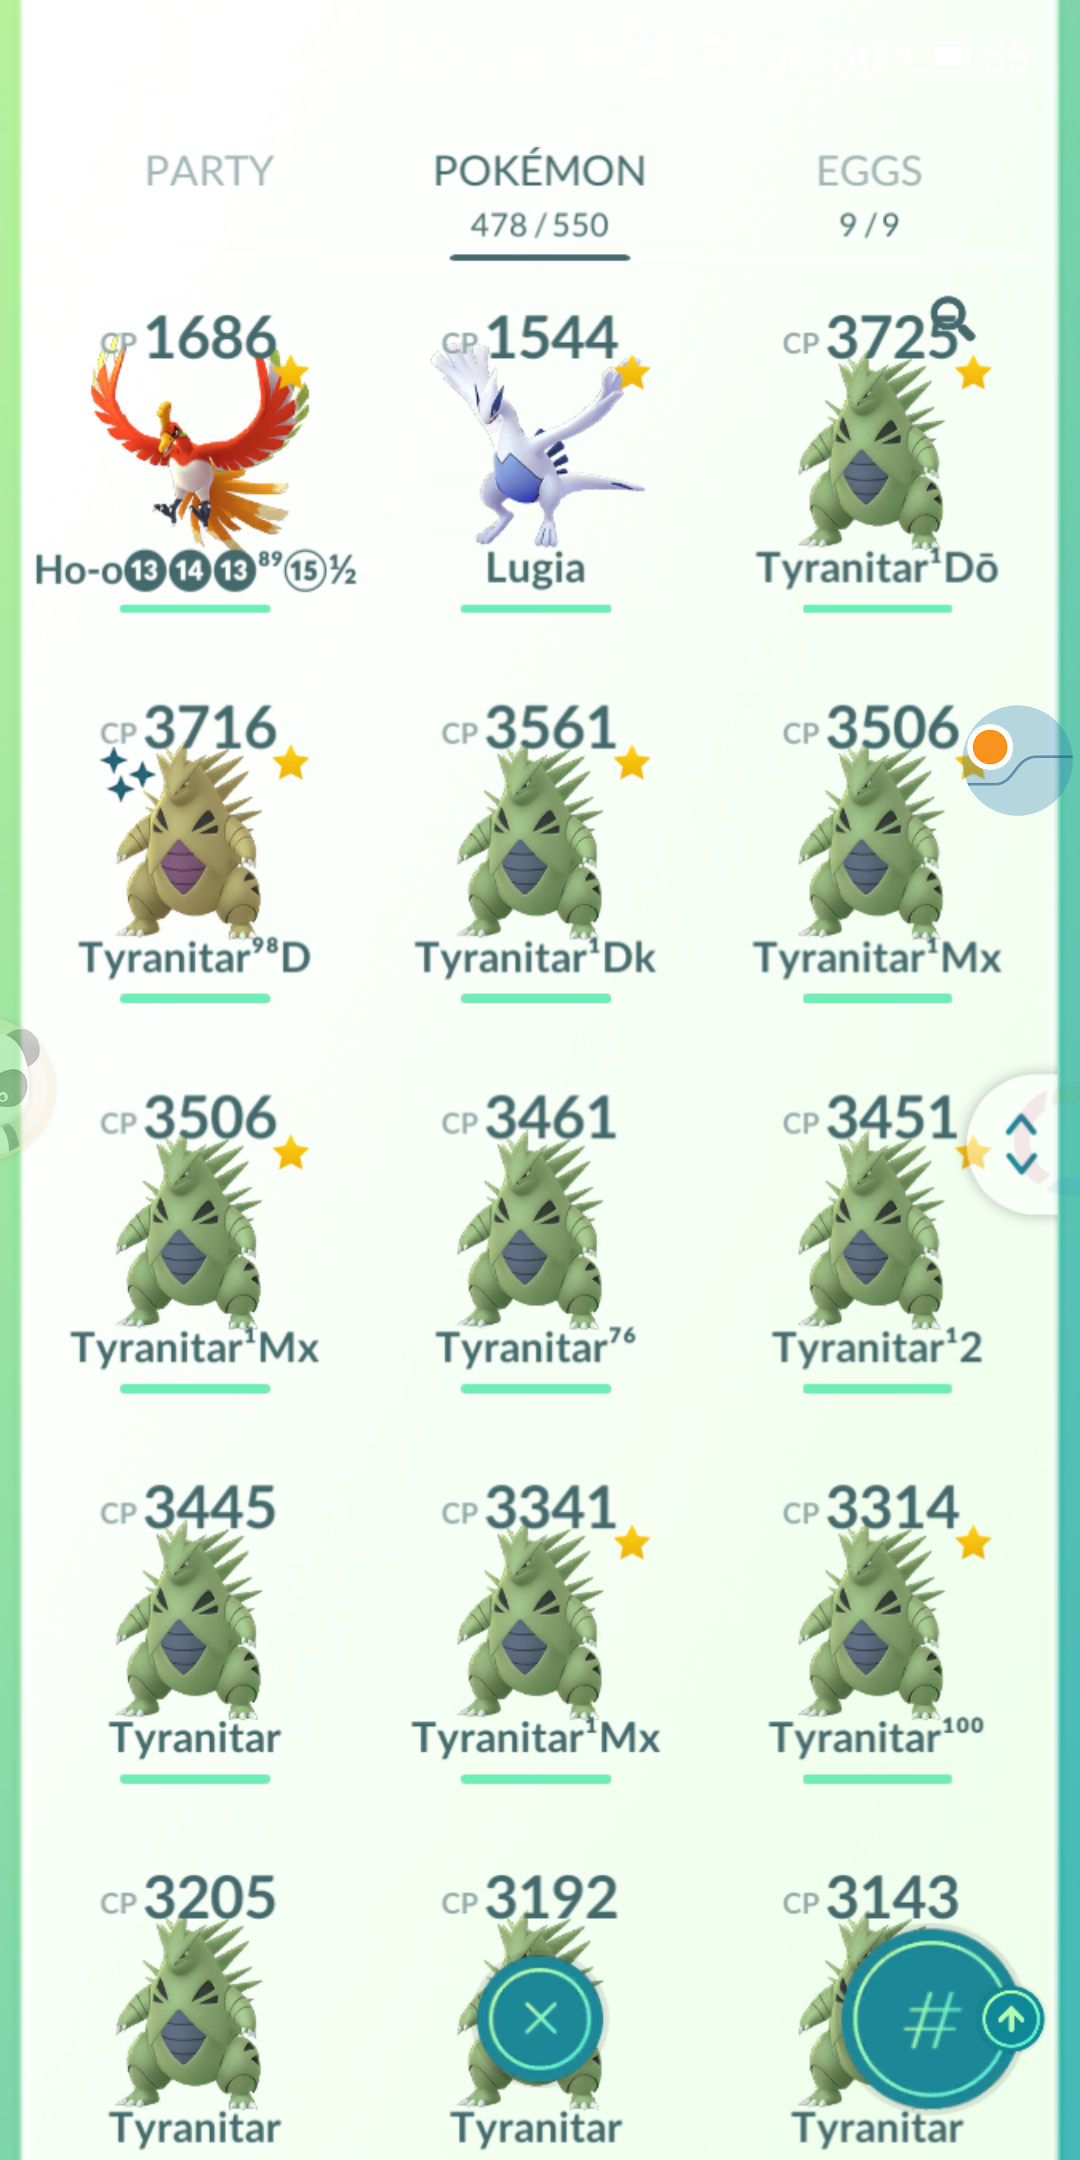 55
PARTY POKÉMON EGGS
478 / 550 9 / 9
CP 1686 CP 1544 CP 3725
Ho-o⓭⓮⓭⁸⁹⑮½ Lugia Tyranitar¹Dō
CP 3716 CP 3561 CP 3506
Tyranitar⁹⁸D Tyranitar¹Dk Tyranitar¹Mx
CP 3506 CP 3461 CP 3451
Tyranitar¹Mx Tyranitar⁷⁶ Tyranitar¹2
CP 3445 CP 3341 CP 3314
Tyranitar Tyranitar¹Mx Tyranitar¹⁰⁰
CP 3205 CP 3192 CP 3143
#
Tyranitar Tyranitar Tyranitar